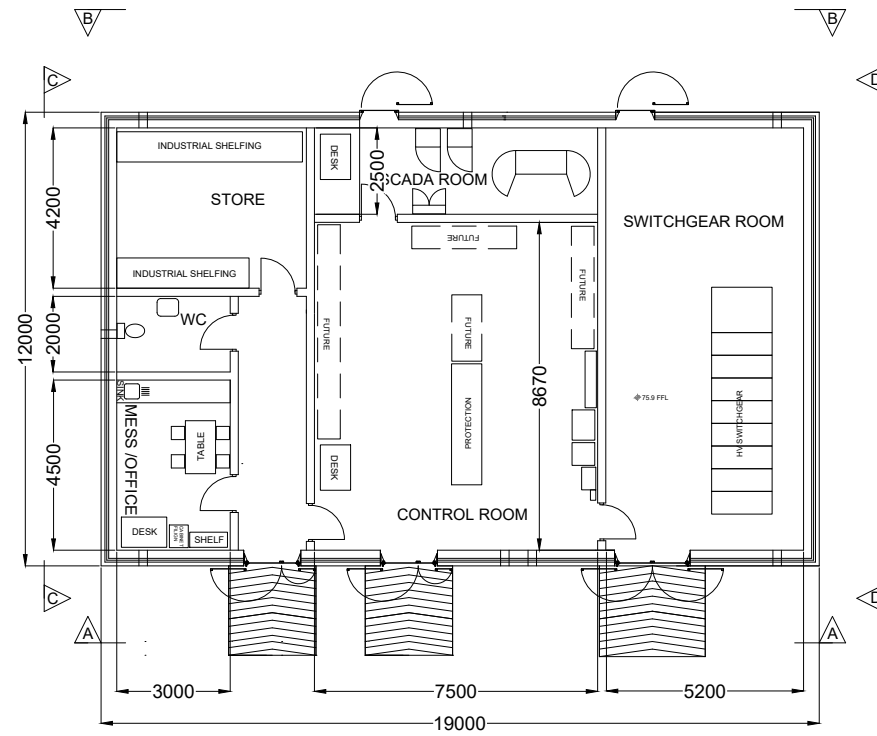 B
B
C
D
INDUSTRIAL SHELFING
DESK
SCADA ROOM
2500
STORE
SWITCHGEAR ROOM
4200
FUTURE
INDUSTRIAL SHELFING
FUTURE
FUTURE
FUTURE
WC
2000
12000
8670
75.9 FFL
SINK
HV SWITCHGEAR
PROTECTION
MESS /OFFICE
TABLE
4500
DESK
CONTROL ROOM
DESK
SHELF
C
D
A
A
3000
7500
5200
19000